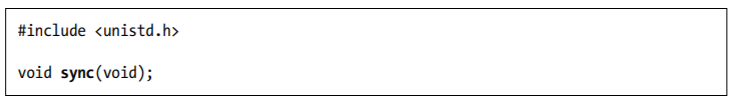 #include <unistd.h>
void sync(void);